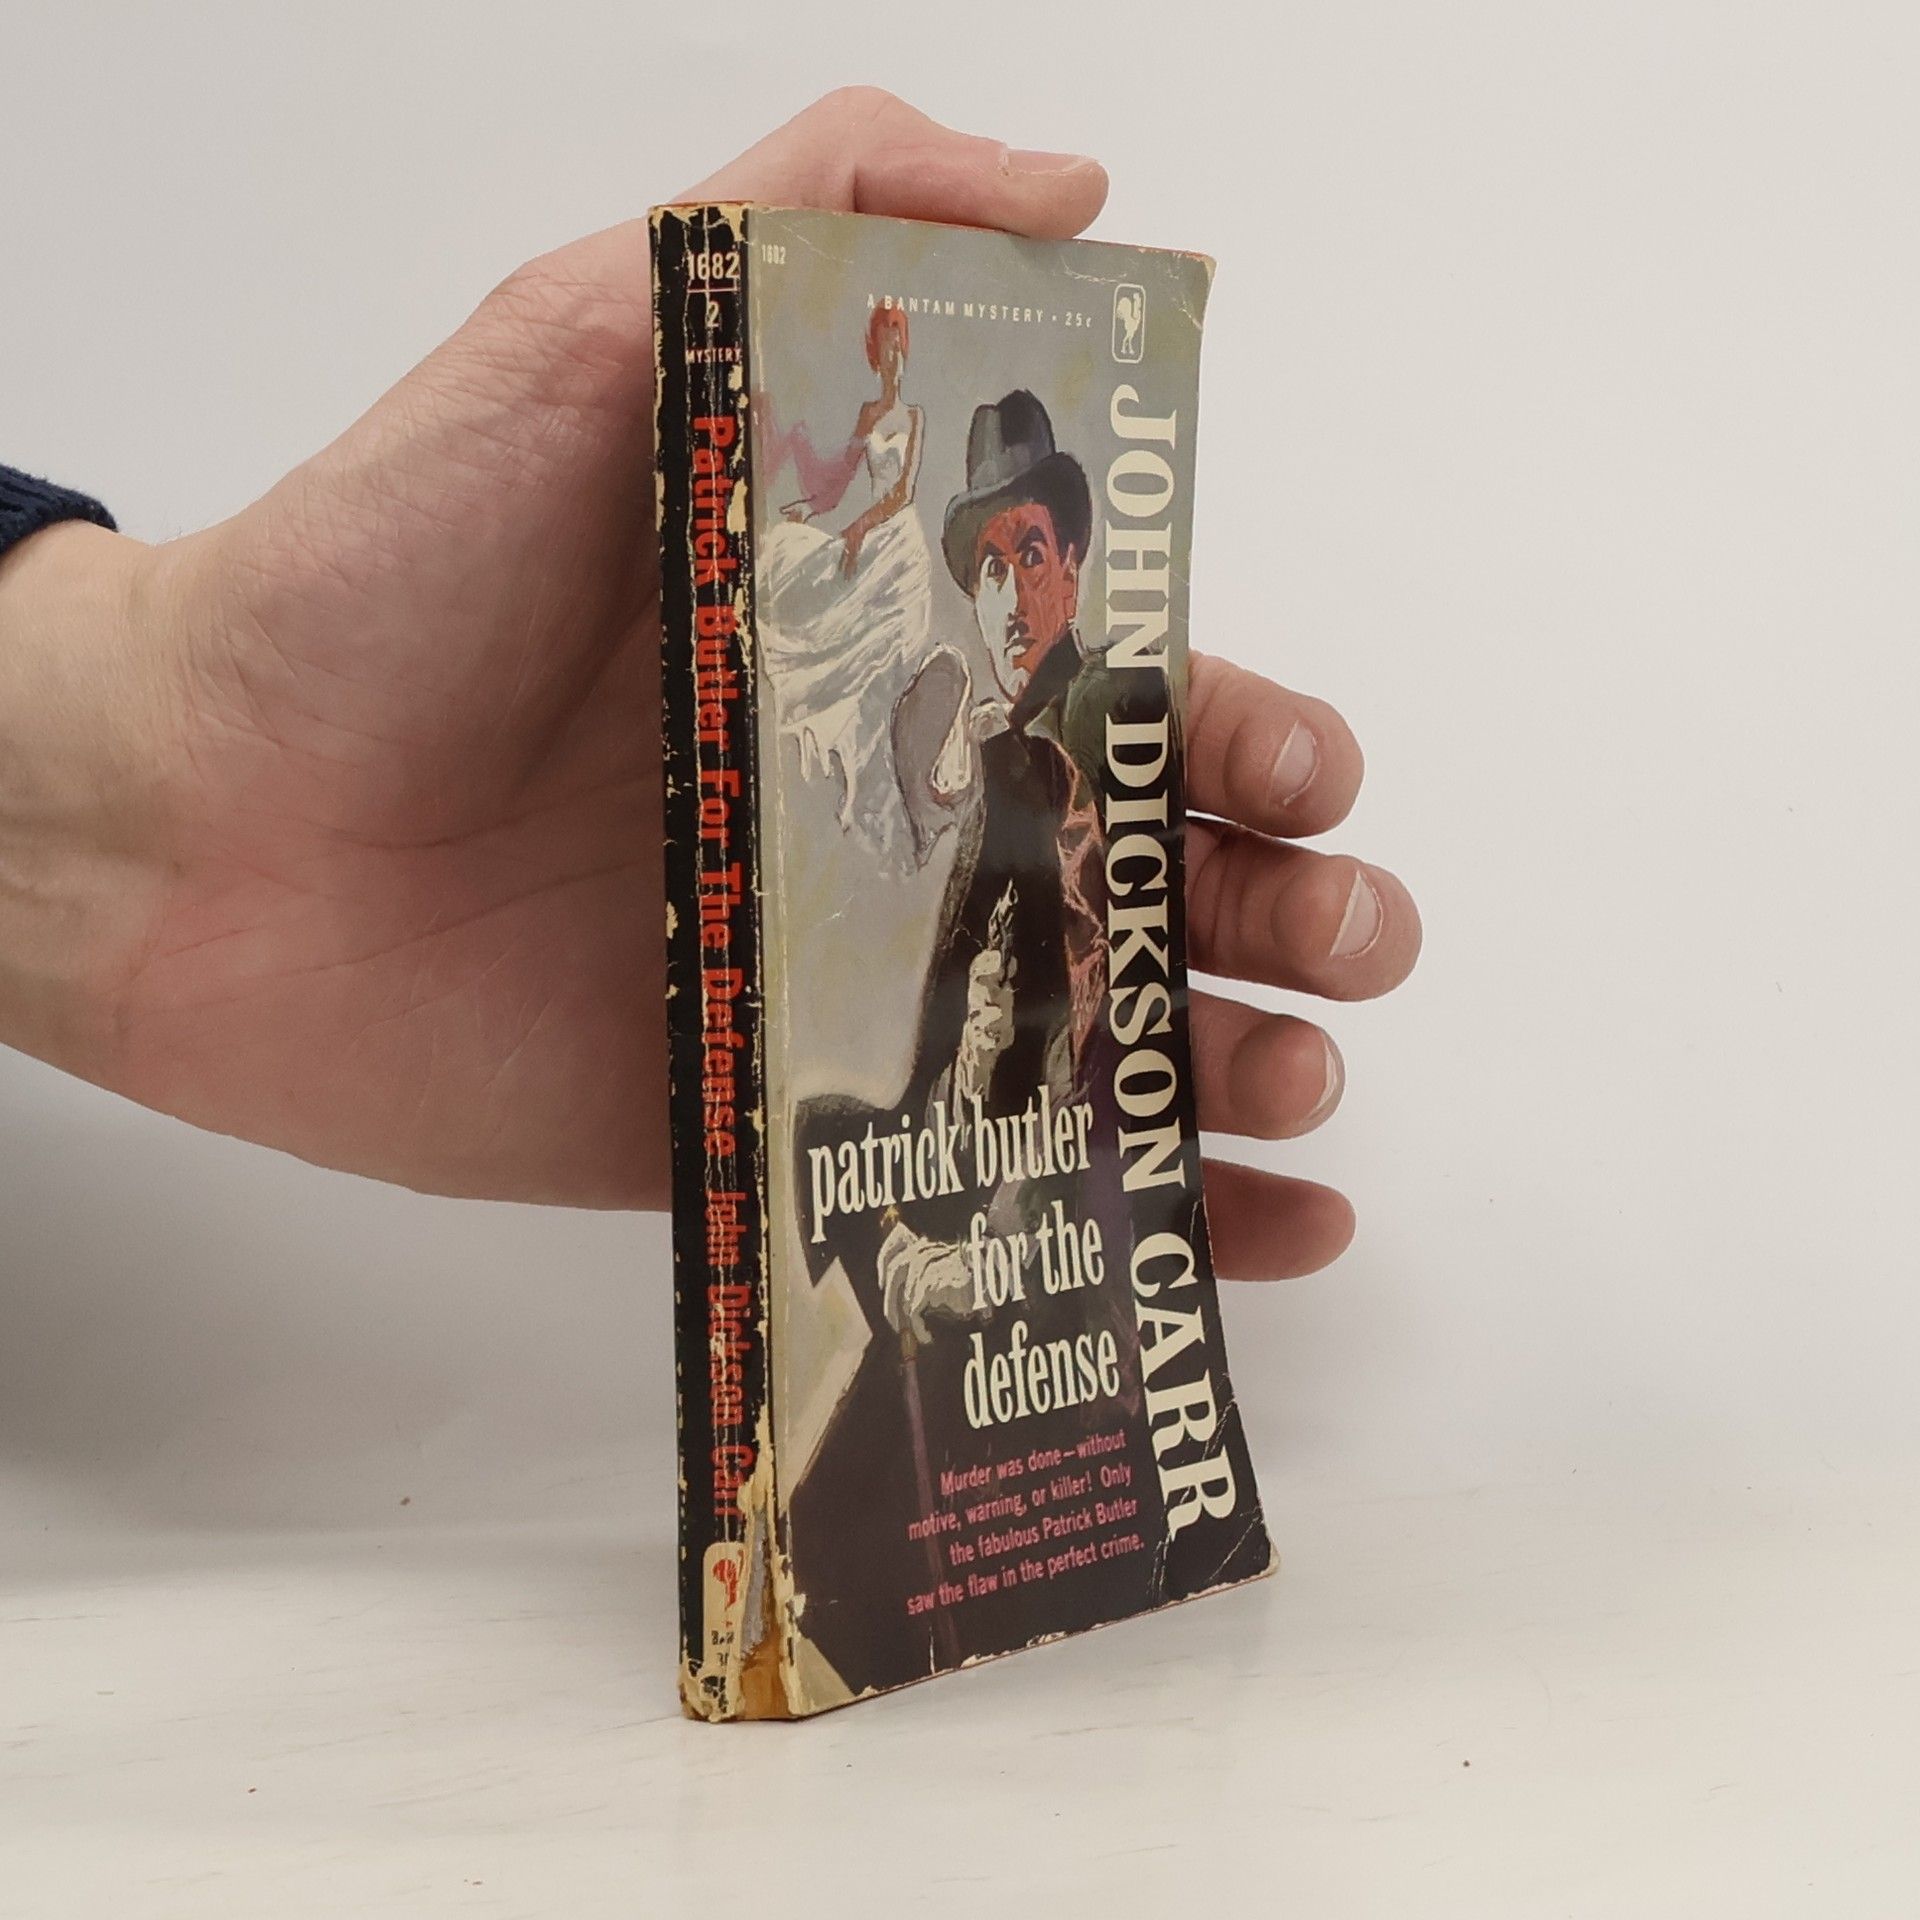 1682
2
MYSTERY
Patrick Butler For The Defense John Dickson Carr
1682
A BANTAM MYSTERY • 25¢
JOHN DICKSON CARR
patrick butler
for the
defense
Murder was done—without
motive, warning, or killer! Only
the fabulous Patrick Butler
saw the flaw in the perfect crime.